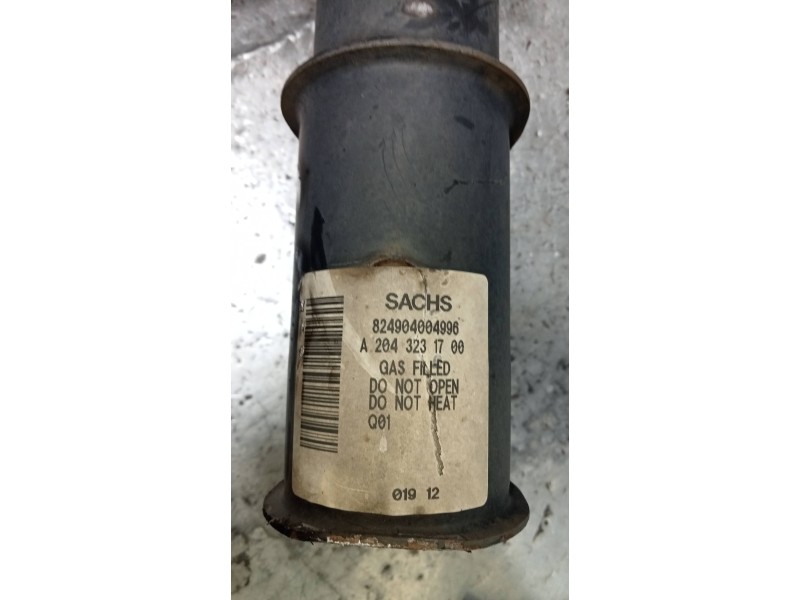 SACHS
824904004996
A 204 323 17 00
GAS FILLED
DO NOT OPEN
DO NOT HEAT
Q01
019 12